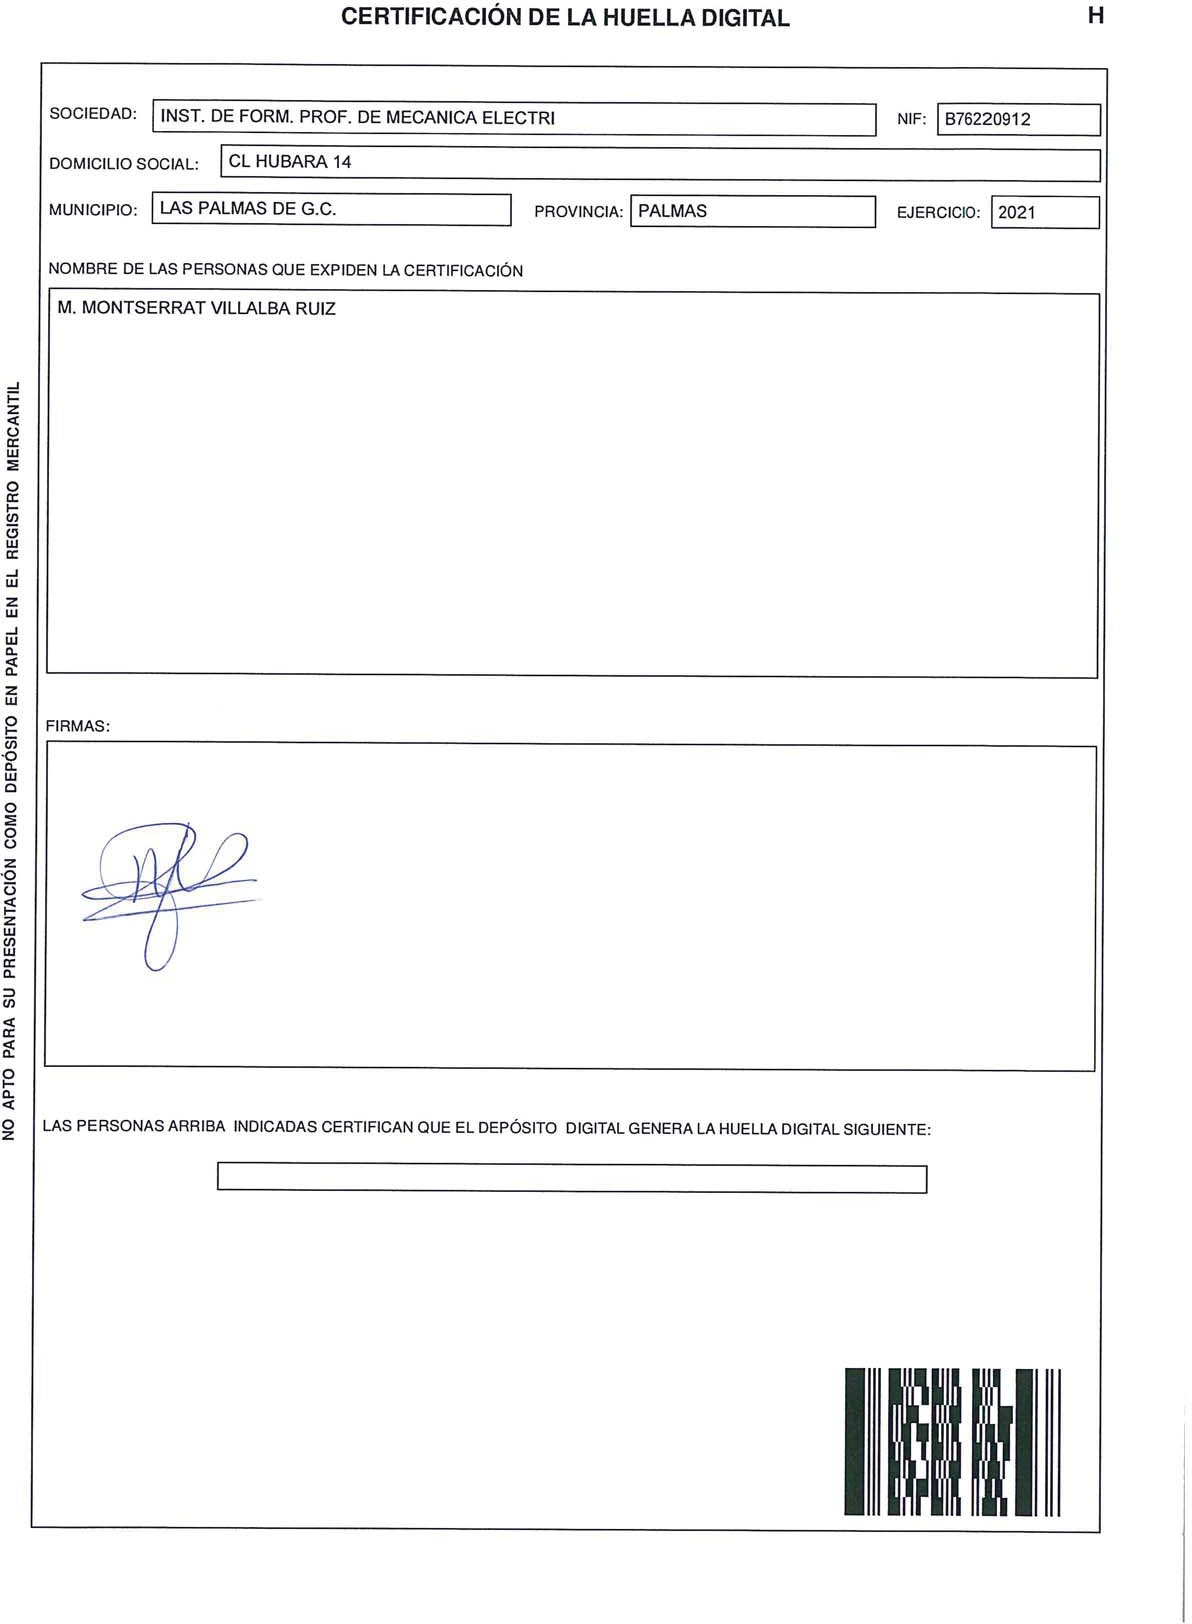 CERTIFICACIÓN DE LA HUELLA DIGITAL H
SOCIEDAD: INST. DE FORM. PROF. DE MECANICA ELECTRI NIF: B76220912
DOMICILIO SOCIAL: CL HUBARA 14
MUNICIPIO: LAS PALMAS DE G.C. PROVINCIA: PALMAS EJERCICIO: 2021
NOMBRE DE LAS PERSONAS QUE EXPIDEN LA CERTIFICACIÓN
M. MONTSERRAT VILLALBA RUIZ
NO APTO PARA SU PRESENTACIÓN COMO DEPÓSITO EN PAPEL EN EL REGISTRO MERCANTIL
FIRMAS:
LAS PERSONAS ARRIBA INDICADAS CERTIFICAN QUE EL DEPÓSITO DIGITAL GENERA LA HUELLA DIGITAL SIGUIENTE: